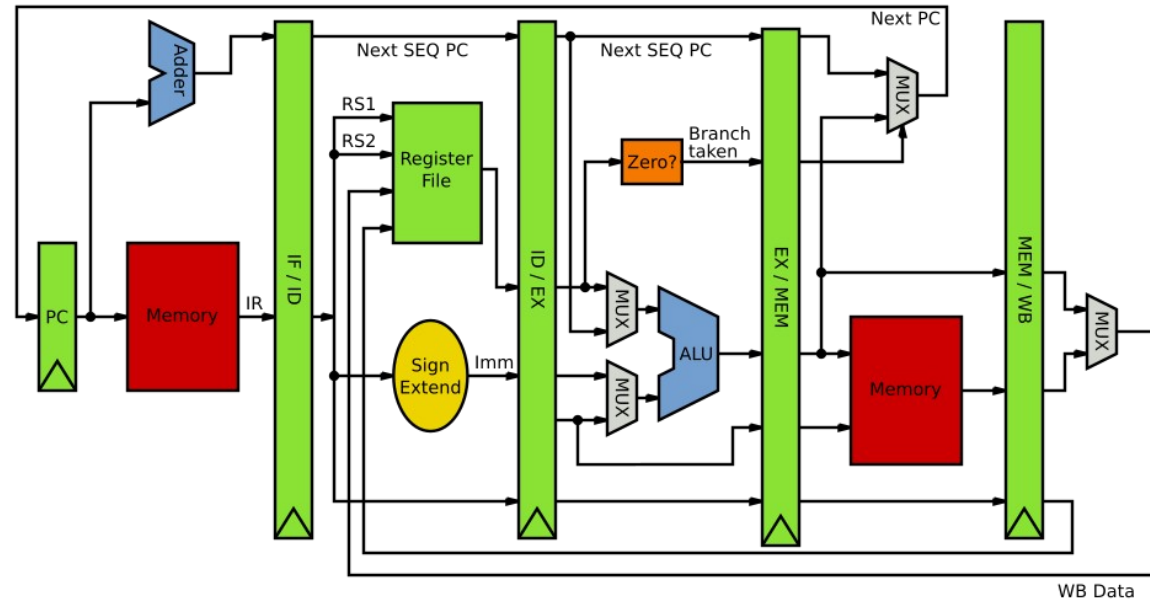 Next PC
Adder
Next SEQ PC
Next SEQ PC
MUX
RS1
RS2
Register
File
Branch
taken
Zero?
IF / ID
ID / EX
EX / MEM
MEM / WB
PC
Memory
IR
MUX
MUX
ALU
Sign
Extend
Imm
MUX
Memory
WB Data